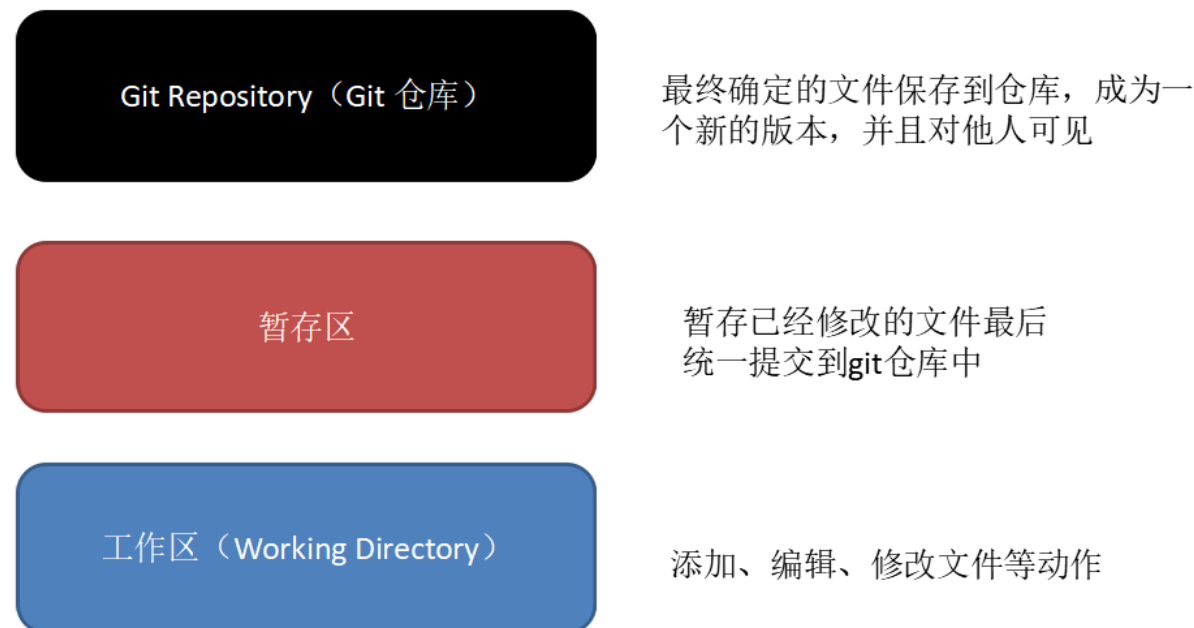 Git Repository（Git 仓库）
最终确定的文件保存到仓库，成为一
个新的版本，并且对他人可见
暂存区
暂存已经修改的文件最后
统一提交到git仓库中
工作区（Working Directory）
添加、编辑、修改文件等动作